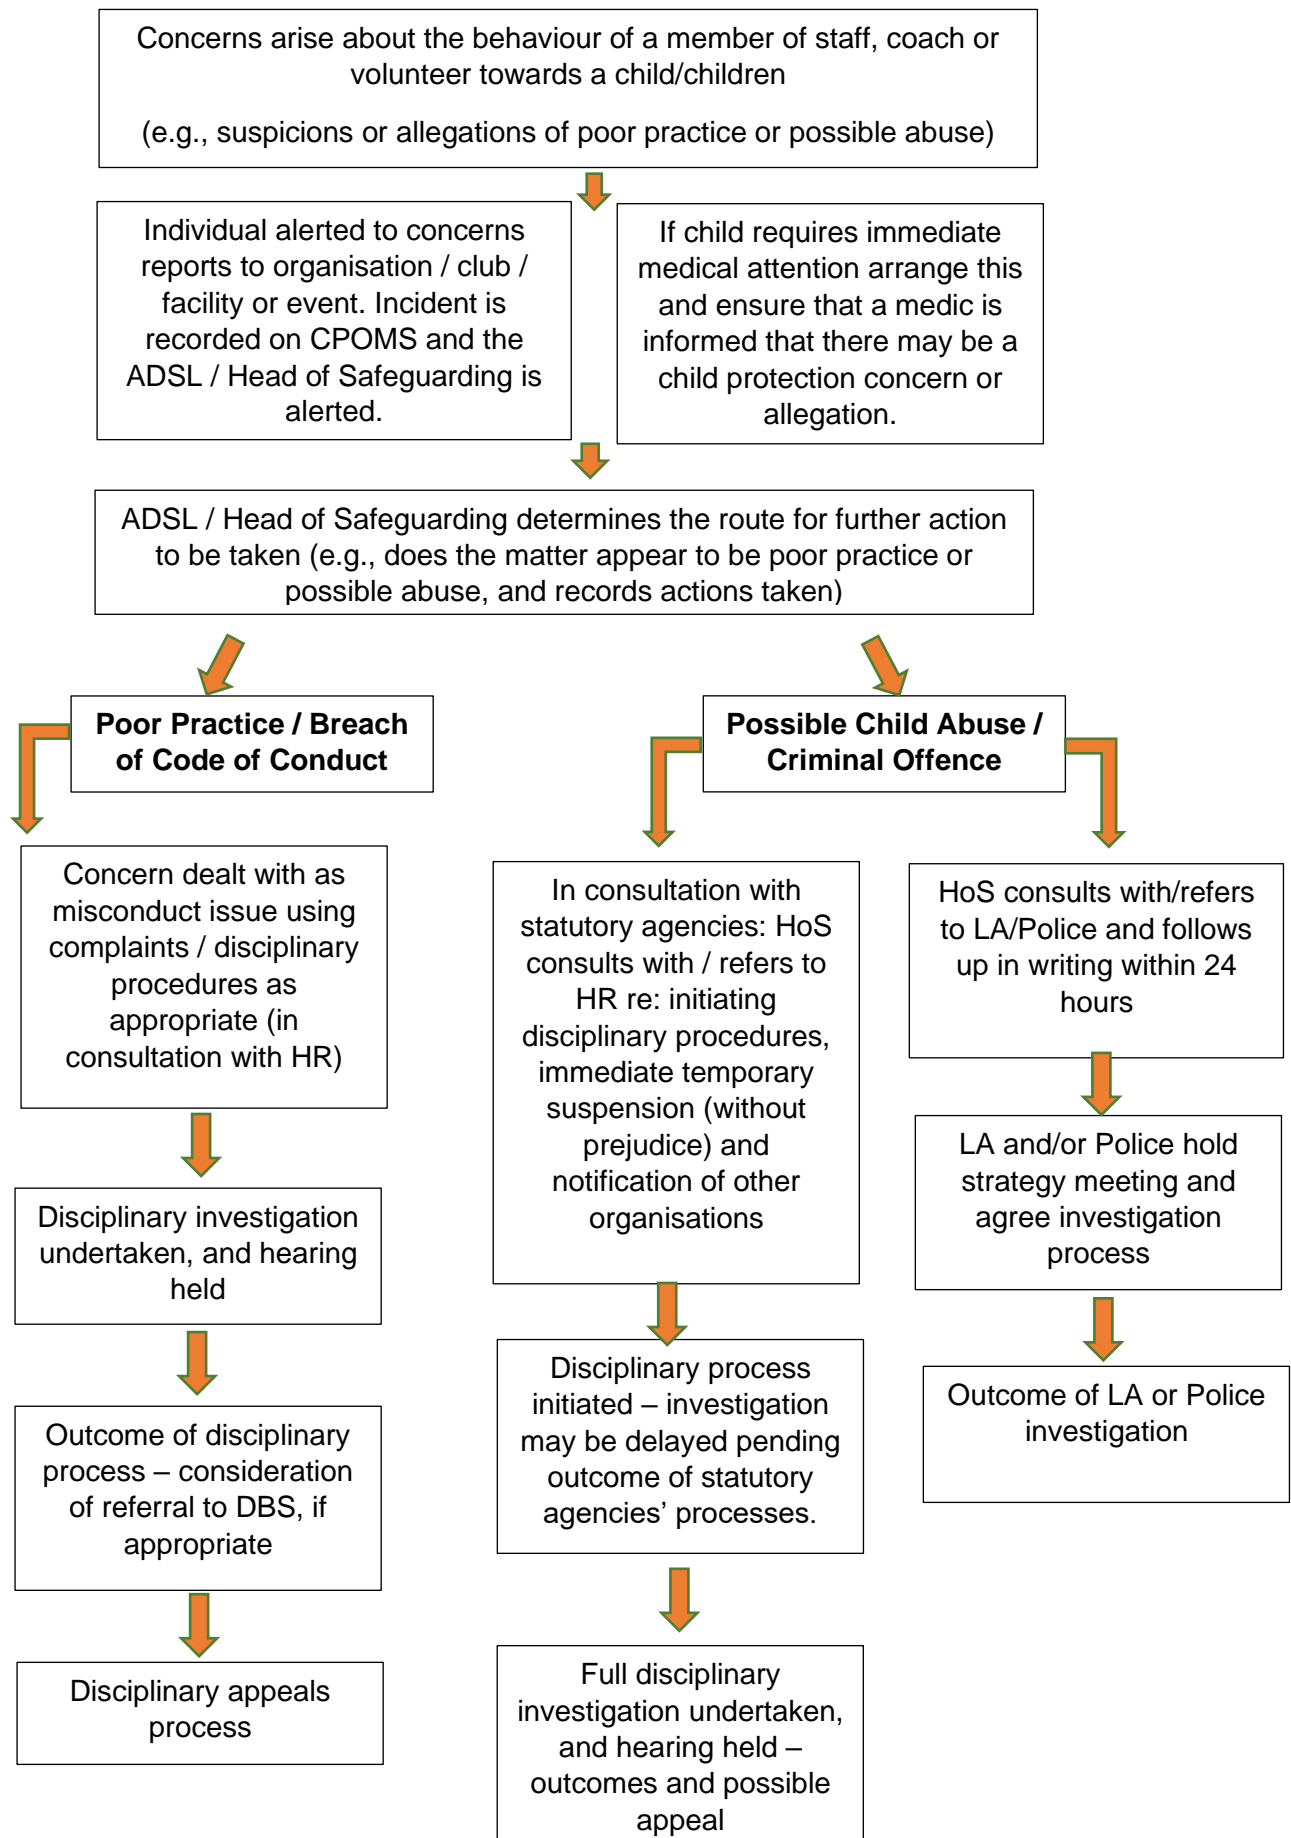 Concerns arise about the behaviour of a member of staff, coach or
volunteer towards a child/children
(e.g., suspicions or allegations of poor practice or possible abuse)
Individual alerted to concerns
reports to organisation / club /
facility or event. Incident is
recorded on CPOMS and the
ADSL / Head of Safeguarding is
alerted.
If child requires immediate
medical attention arrange this
and ensure that a medic is
informed that there may be a
child protection concern or
allegation.
ADSL / Head of Safeguarding determines the route for further action
to be taken (e.g., does the matter appear to be poor practice or
possible abuse, and records actions taken)
Poor Practice / Breach
of Code of Conduct
Concern dealt with as
misconduct issue using
complaints / disciplinary
procedures as
appropriate (in
consultation with HR)
Disciplinary investigation
undertaken, and hearing
held
Outcome of disciplinary
process – consideration
of referral to DBS, if
appropriate
Disciplinary appeals
process
Possible Child Abuse /
Criminal Offence
In consultation with
statutory agencies: HoS
consults with / refers to
HR re: initiating
disciplinary procedures,
immediate temporary
suspension (without
prejudice) and
notification of other
organisations
Disciplinary process
initiated – investigation
may be delayed pending
outcome of statutory
agencies’ processes.
Full disciplinary
investigation undertaken,
and hearing held –
outcomes and possible
appeal
HoS consults with/refers
to LA/Police and follows
up in writing within 24
hours
LA and/or Police hold
strategy meeting and
agree investigation
process
Outcome of LA or Police
investigation